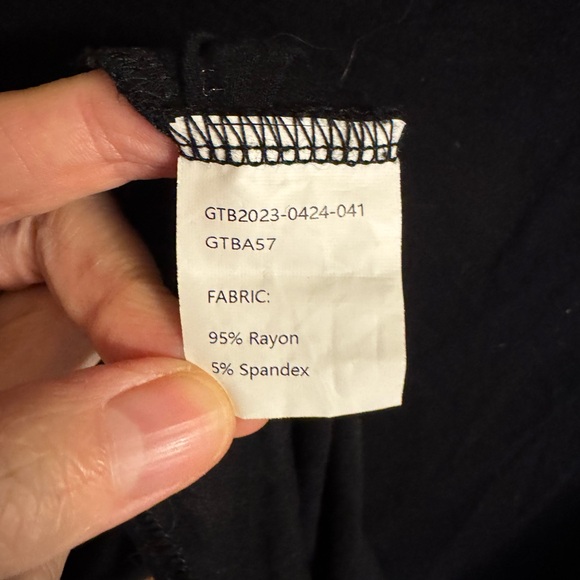 GTB2023-0424-041
GTBA57
FABRIC:
95% Rayon
5% Spandex